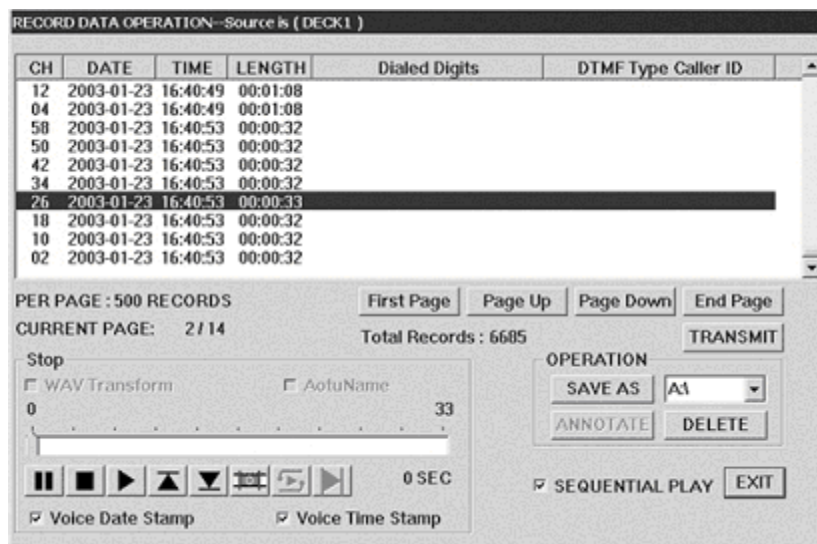 RECORD DATA OPERATION--Source is ( DECK1 )
CH DATE TIME LENGTH Dialed Digits DTMF Type Caller ID
12 2003-01-23 16:40:49 00:01:08
04 2003-01-23 16:40:49 00:01:08
58 2003-01-23 16:40:53 00:00:32
50 2003-01-23 16:40:53 00:00:32
42 2003-01-23 16:40:53 00:00:32
34 2003-01-23 16:40:53 00:00:32
26 2003-01-23 16:40:53 00:00:33
18 2003-01-23 16:40:53 00:00:32
10 2003-01-23 16:40:53 00:00:32
02 2003-01-23 16:40:53 00:00:32
PER PAGE : 500 RECORDS First Page Page Up Page Down End Page
CURRENT PAGE: 2 / 14 Total Records : 6685 TRANSMIT
Stop OPERATION
WAV Transform AotuName SAVE AS A:\
0 33
ANNOTATE DELETE
0 SEC
SEQUENTIAL PLAY EXIT
Voice Date Stamp Voice Time Stamp